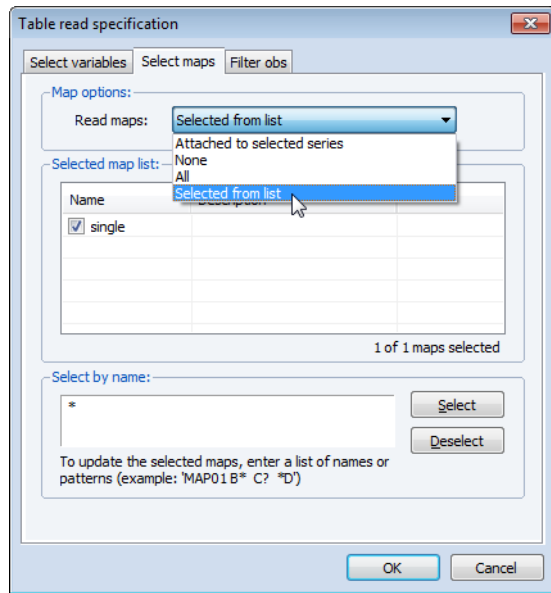 Table read specification
Select variables Select maps Filter obs
Map options:
Read maps: Selected from list
Attached to selected series
None
All
Selected from list
Selected map list:
Name Description
single
1 of 1 maps selected
Select by name:
*
Select
Deselect
To update the selected maps, enter a list of names or
patterns (example: 'MAP01 B* C? *D')
OK Cancel